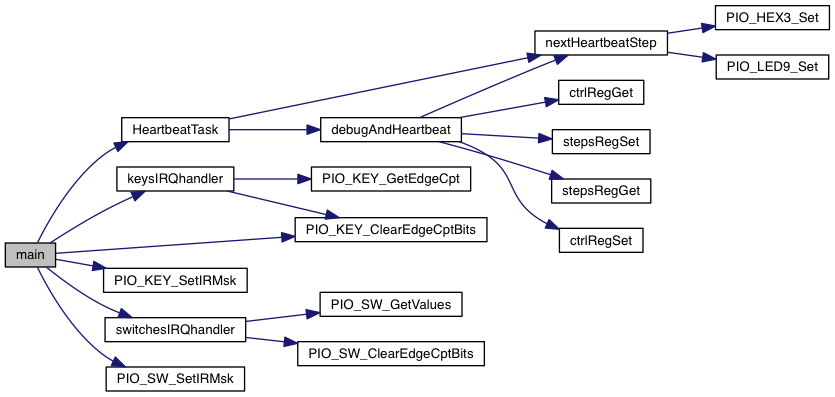 PIO_HEX3_Set
nextHeartbeatStep
PIO_LED9_Set
ctrlRegGet
HeartbeatTask
debugAndHeartbeat
stepsRegSet
keysIRQhandler
PIO_KEY_GetEdgeCpt
stepsRegGet
PIO_KEY_ClearEdgeCptBits
ctrlRegSet
main
PIO_KEY_SetIRMsk
PIO_SW_GetValues
switchesIRQhandler
PIO_SW_ClearEdgeCptBits
PIO_SW_SetIRMsk